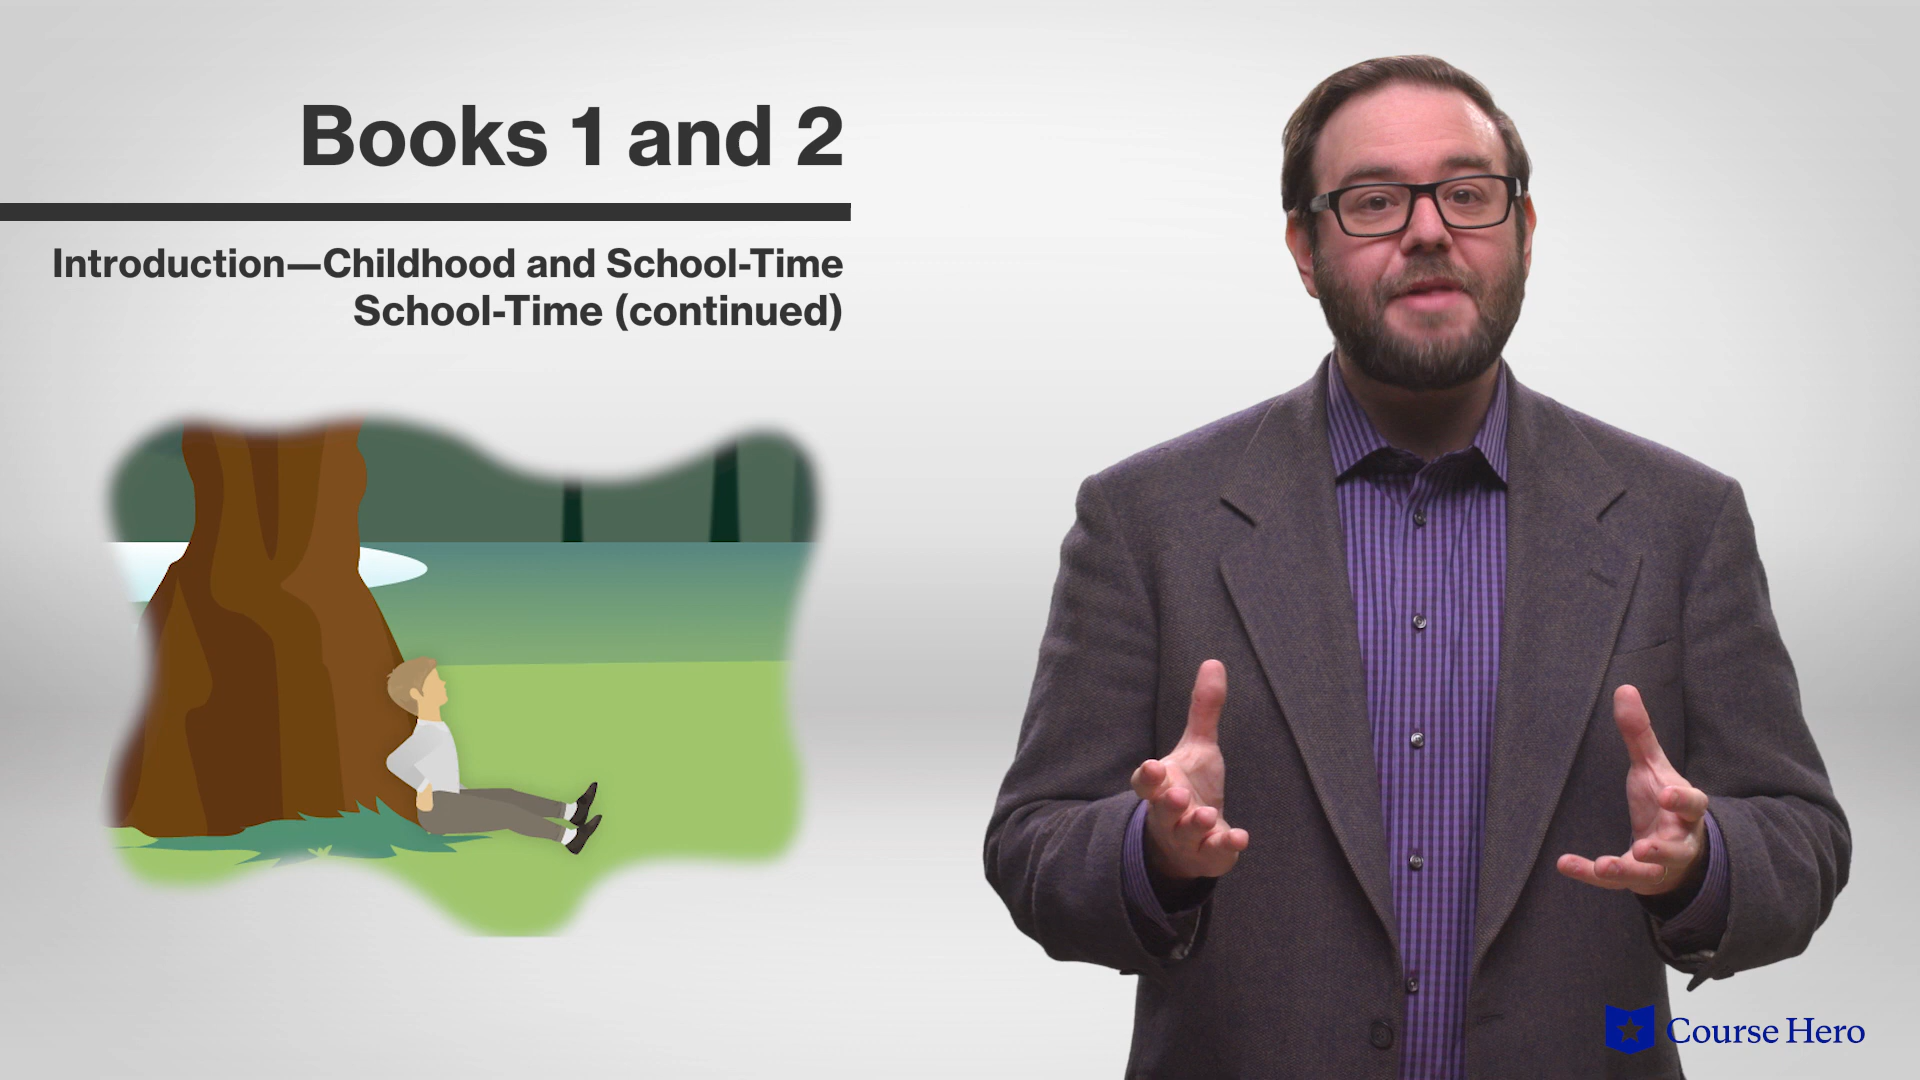 Books 1 and 2
Introduction—Childhood and School-Time
School-Time (continued)
Course Hero